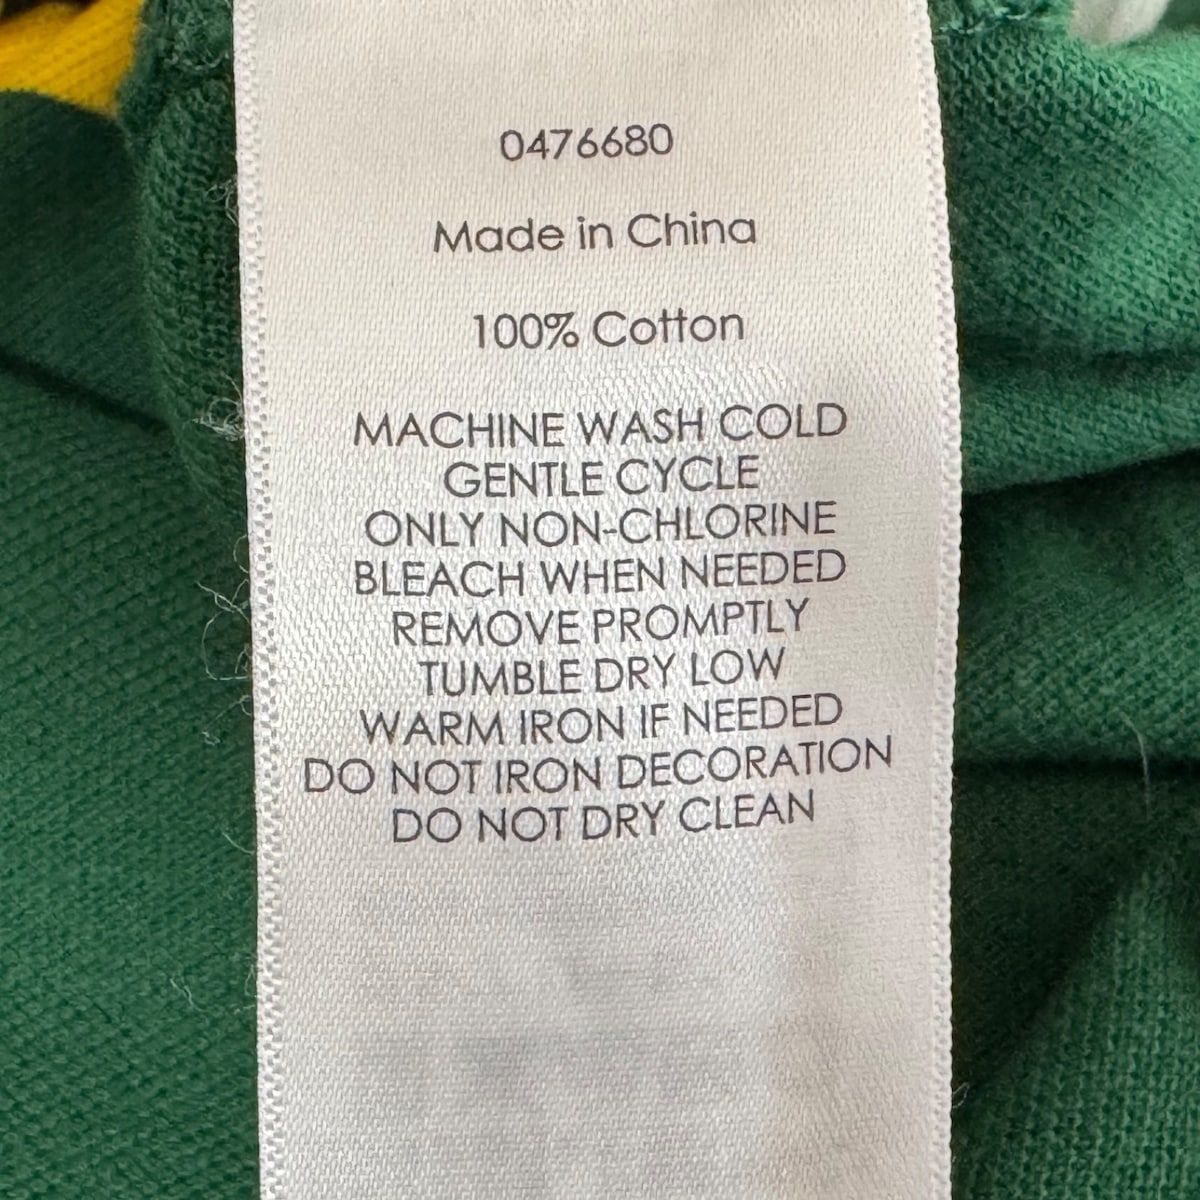 0476680
Made in China
100% Cotton
MACHINE WASH COLD
GENTLE CYCLE
ONLY NON-CHLORINE
BLEACH WHEN NEEDED
REMOVE PROMPTLY
TUMBLE DRY LOW
WARM IRON IF NEEDED
DO NOT IRON DECORATION
DO NOT DRY CLEAN